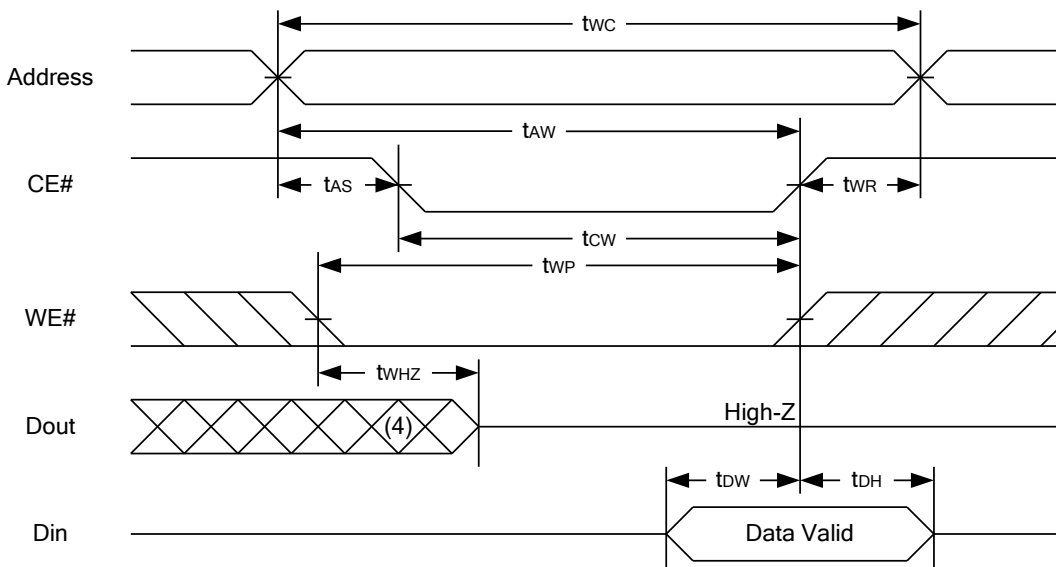 tWC
Address
tAW
CE#
tAS
tWR
tCW
tWP
WE#
tWHZ
Dout
(4)
High-Z
tDW
tDH
Din
Data Valid